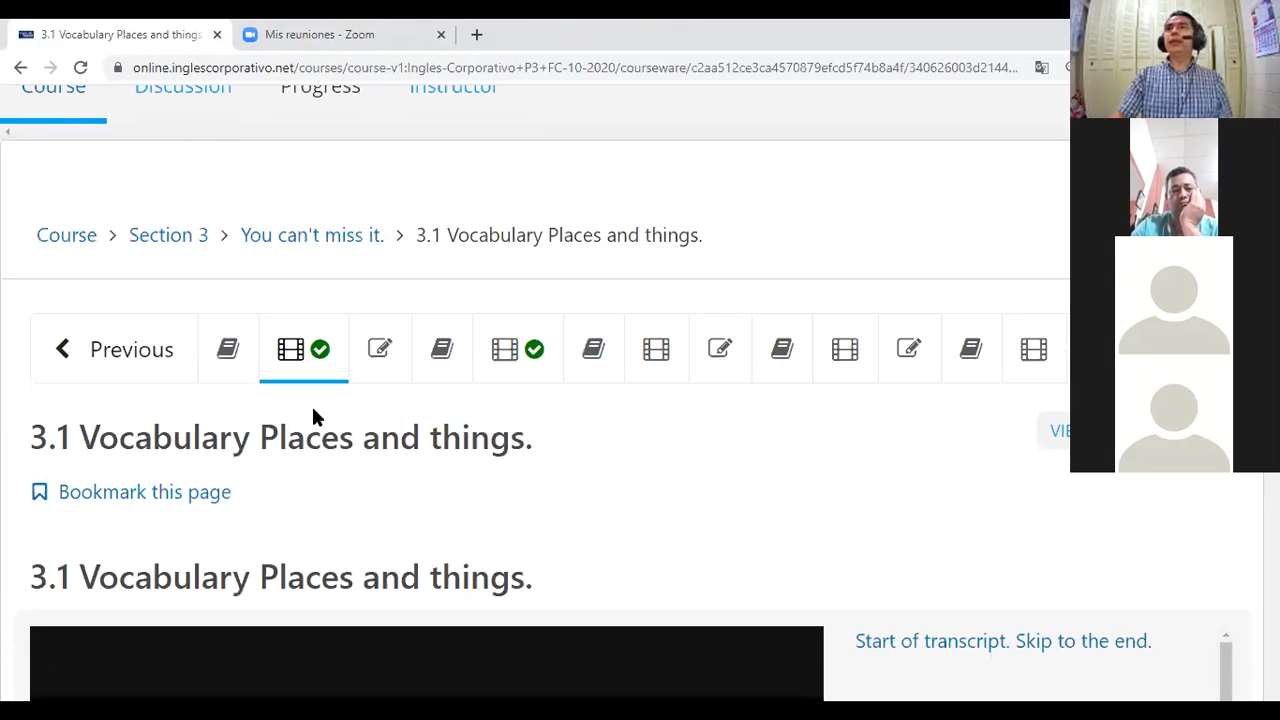 3.1 Vocabulary Places and things
Mis reuniones - Zoom
online.inglescorporativo.net/courses/course-v1:Ingles-Corporativo+P3+FC-10-2020/courseware/c2aa512ce3ca4570879efcd5f74b8a4f/340626003d2144...
Course Discussion Progress Instructor
Course > Section 3 > You can't miss it. > 3.1 Vocabulary Places and things.
Previous
3.1 Vocabulary Places and things.
VIE
Bookmark this page
3.1 Vocabulary Places and things.
Start of transcript. Skip to the end.